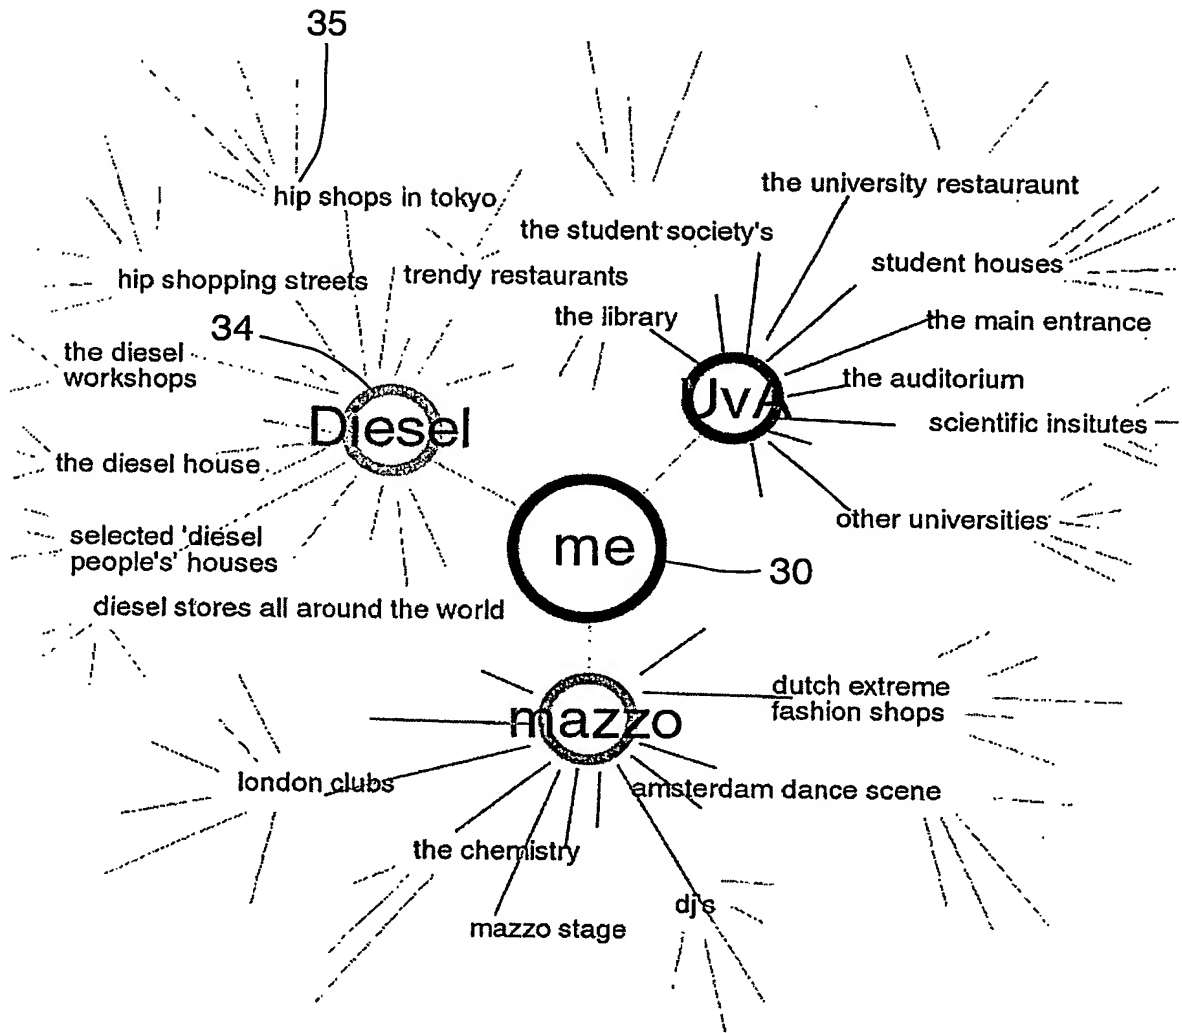 35
the university restauraunt
hip shops in tokyo
the student society's
student houses
hip shopping streets
trendy restaurants
the library
the main entrance
34
the diesel
workshops
the auditorium
UvA
Diesel
scientific insitutes
the diesel house
other universities
selected 'diesel
people's' houses
me
30
diesel stores all around the world
dutch extreme
fashion shops
mazzo
london clubs
amsterdam dance scene
the chemistry
dj's
mazzo stage